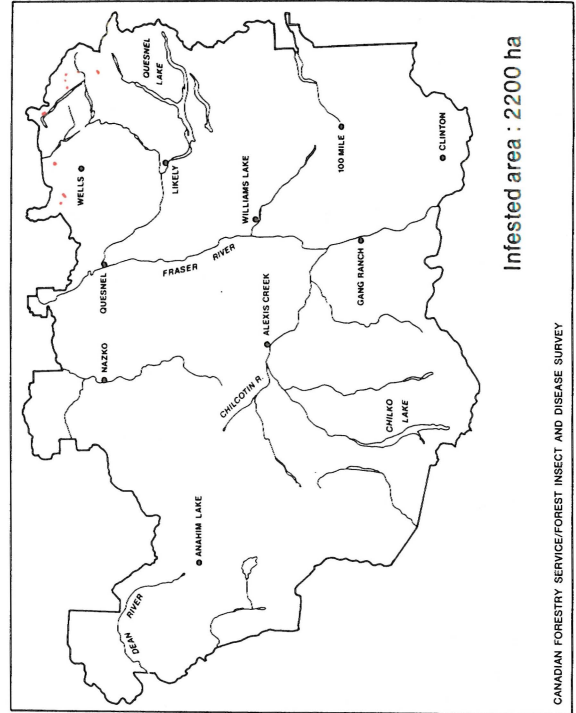 DEAN
RIVER
ANAHIM LAKE
NAZKO
QUESNEL
WELLS
LIKELY
QUESNEL
LAKE
FRASER
RIVER
WILLIAMS LAKE
CHILCOTIN R.
ALEXIS CREEK
CHILKO
LAKE
GANG RANCH
100 MILE
CLINTON
Infested area : 2200 ha
CANADIAN FORESTRY SERVICE/FOREST INSECT AND DISEASE SURVEY